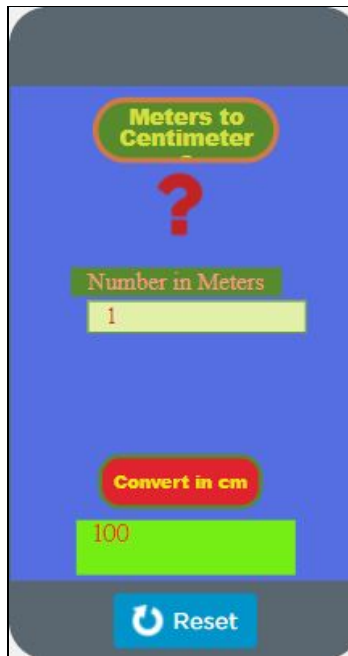 Meters to
Centimeter
?
Number in Meters
1
Convert in cm
100
Reset